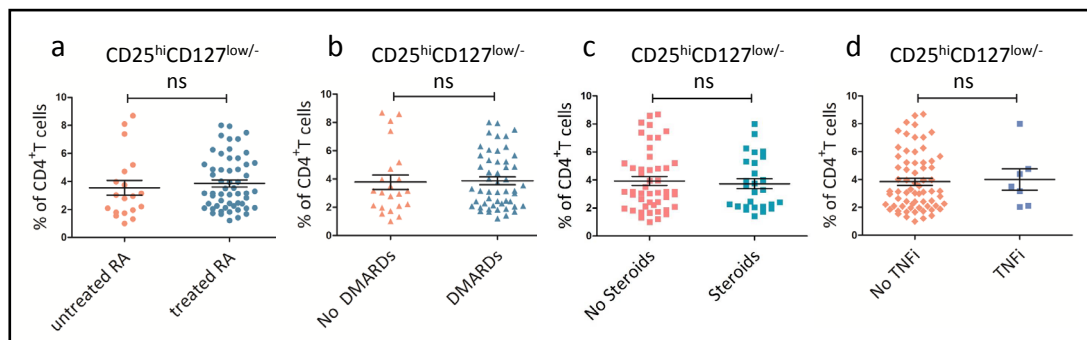 a
CD25hiCD127low/-
ns
10
8
6
4
2
0
% of CD4+T cells
untreated RA
treated RA
b
CD25hiCD127low/-
ns
10
8
6
4
2
0
% of CD4+T cells
No DMARDs
DMARDs
c
CD25hiCD127low/-
ns
10
8
6
4
2
0
% of CD4+T cells
No Steroids
Steroids
d
CD25hiCD127low/-
ns
10
8
6
4
2
0
% of CD4+T cells
No TNFi
TNFi